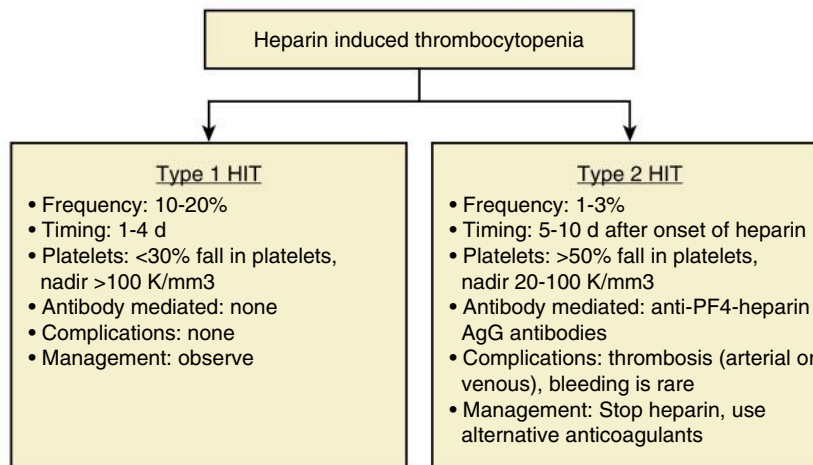 Heparin induced thrombocytopenia
Type 1 HIT
• Frequency: 10-20%
• Timing: 1-4 d
• Platelets: <30% fall in platelets,
nadir >100 K/mm3
• Antibody mediated: none
• Complications: none
• Management: observe
Type 2 HIT
• Frequency: 1-3%
• Timing: 5-10 d after onset of heparin
• Platelets: >50% fall in platelets,
nadir 20-100 K/mm3
• Antibody mediated: anti-PF4-heparin
AgG antibodies
• Complications: thrombosis (arterial or
venous), bleeding is rare
• Management: Stop heparin, use
alternative anticoagulants